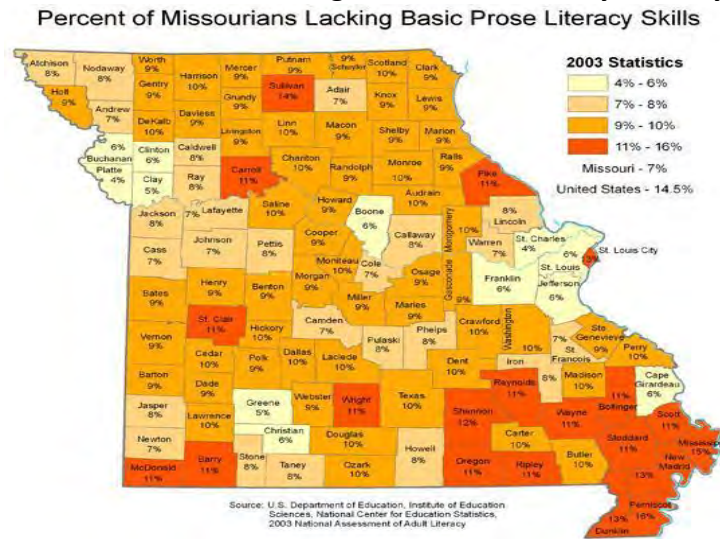 Percent of Missourians Lacking Basic Prose Literacy Skills
2003 Statistics
4% - 6%
7% - 8%
9% - 10%
11% - 16%
Missouri - 7%
United States - 14.5%
Atchison
8%
Nodaway
8%
Worth
9%
Harrison
10%
Mercer
9%
Putnam
9%
9%
Schuyler
Scotland
10%
Clark
9%
Holt
9%
Gentry
9%
Grundy
9%
Sullivan
14%
Adair
7%
Knox
9%
Lewis
9%
Andrew
7%
DeKalb
10%
Daviess
9%
Livingston
9%
Linn
10%
Macon
9%
Shelby
9%
Marion
9%
6%
Buchanan
Clinton
6%
Caldwell
8%
Chariton
10%
Randolph
9%
Monroe
10%
Ralls
9%
Platte
4%
Clay
5%
Ray
8%
Carroll
11%
Pike
11%
Audrain
10%
Saline
10%
Howard
9%
Boone
6%
Callaway
8%
Montgomery
10%
8%
Lincoln
Jackson
8%
7%
Lafayette
Cooper
9%
Warren
7%
St. Charles
4%
6%
St. Louis
St. Louis City
Cass
7%
Johnson
7%
Pettis
8%
Moniteau
10%
Cole
7%
Osage
9%
Gasconade
9%
Franklin
6%
Jefferson
6%
Bates
9%
Henry
9%
Benton
9%
Morgan
9%
Miller
9%
Maries
9%
St. Clair
11%
Hickory
10%
Camden
7%
Pulaski
8%
Phelps
8%
Crawford
10%
Washington
10%
7%
St.
Francois
Ste
Genevieve
9%
Perry
10%
Vernon
9%
Cedar
10%
Polk
9%
Dallas
10%
Laclede
10%
Dent
10%
Iron
8%
Madison
10%
Cape
Girardeau
6%
Barton
9%
Dade
9%
Greene
5%
Webster
9%
Wright
11%
Texas
10%
Reynolds
11%
Wayne
11%
11%
Bollinger
Scott
11%
Jasper
8%
Lawrence
10%
Christian
6%
Douglas
10%
Shannon
12%
Carter
10%
Stoddard
11%
Mississippi
15%
Newton
7%
Howell
8%
Butler
10%
New
Madrid
13%
McDonald
11%
Barry
11%
Stone
8%
Taney
8%
Ozark
10%
Oregon
11%
Ripley
11%
Pemiscot
16%
13%
Dunklin
Source: U.S. Department of Education, Institute of Education
Sciences, National Center for Education Statistics,
2003 National Assessment of Adult Literacy